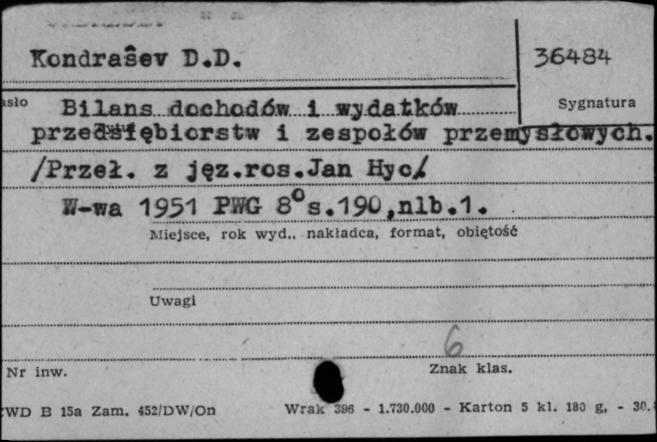 Kondrašev D.D.
36484
Sygnatura
Bilans dochodów i wydatków
przedsiębiorstw i zespołów przemysłowych.
/Przeł. z jęz.ros.Jan Hyc/
W-wa 1951 PWG 8° s.190,nlb.1.
Miejsce, rok wyd., nakładca, format, obiętość
Uwagi
6
Nr inw.
Znak klas.
CWD B 15a Zam. 452/DW/On
Wrak 396 - 1.730.000 - Karton 5 kl. 180 g, - 30.